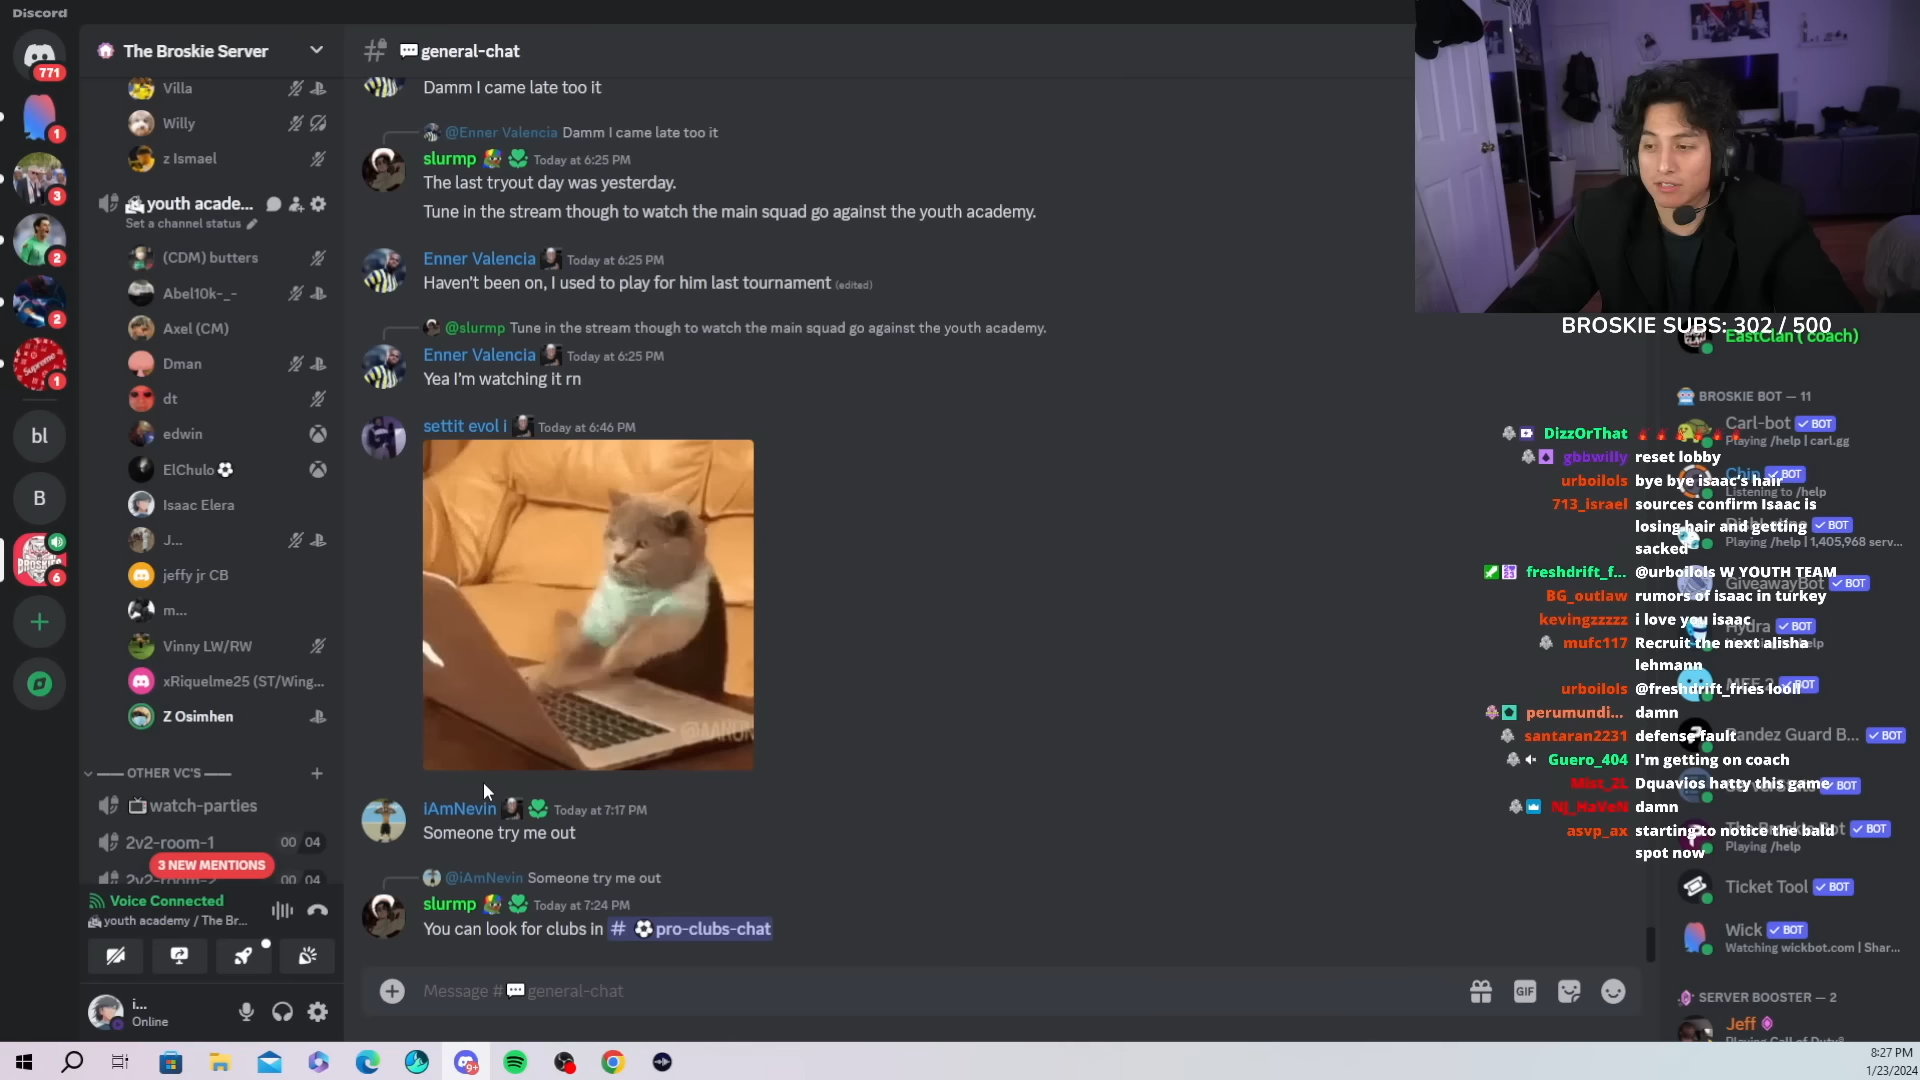 Discord
771
The Broskie Server
💬general-chat
Villa
Willy
z Ismael
youth acade...
Set a channel status
(CDM) butters
Abel10k-_-
Axel (CM)
Dman
dt
edwin
ElChulo⚽
Isaac Elera
J...
jeffy jr CB
m...
Vinny LW/RW
xRiquelme25 (ST/Wing...
Z Osimhen
—— OTHER VC'S ——
📺watch-parties
2v2-room-1 00 04
3 NEW MENTIONS
00 04
Voice Connected
youth academy / The Br...
i...
Online
1
3
2
2
1
bl
B
BROSKIES
6
Damm I came late too it
@Enner Valencia Damm I came late too it
slurmp Today at 6:25 PM
The last tryout day was yesterday.
Tune in the stream though to watch the main squad go against the youth academy.
Enner Valencia Today at 6:25 PM
Haven't been on, I used to play for him last tournament (edited)
@slurmp Tune in the stream though to watch the main squad go against the youth academy.
Enner Valencia Today at 6:25 PM
Yea I'm watching it rn
settit evol i Today at 6:46 PM
iAmNevin Today at 7:17 PM
Someone try me out
@iAmNevin Someone try me out
slurmp Today at 7:24 PM
You can look for clubs in # ⚽pro-clubs-chat
Message #💬general-chat
GIF
BROSKIE SUBS: 302 / 500
EastClan ( coach)
BROSKIE BOT — 11
Carl-bot BOT
Playing /help | carl.gg
Chip BOT
Listening to /help
BOT
Playing /help | 1,405,968 serv...
GiveawayBot BOT
Hydra BOT
MEE 2 BOT
Wandez Guard B... BOT
BOT
BOT
Playing /help
Ticket Tool BOT
Wick BOT
Watching wickbot.com | Shar...
SERVER BOOSTER — 2
Jeff
DizzOrThat
gbbwilly reset lobby
urboilols bye bye isaac's hair
713_israel sources confirm Isaac is
losing hair and getting
sacked
freshdrift_f... @urboilols W YOUTH TEAM
BG_outlaw rumors of isaac in turkey
kevingzzzzz i love you isaac
mufc117 Recruit the next alisha
lehmann
urboilols @freshdrift_fries looll
perumundi... damn
santaran2231 defense fault
Guero_404 I'm getting on coach
Mist_2L Dquavios hatty this game
NJ_HaVeN damn
asvp_ax starting to notice the bald
spot now
9+
8:27 PM
1/23/2024